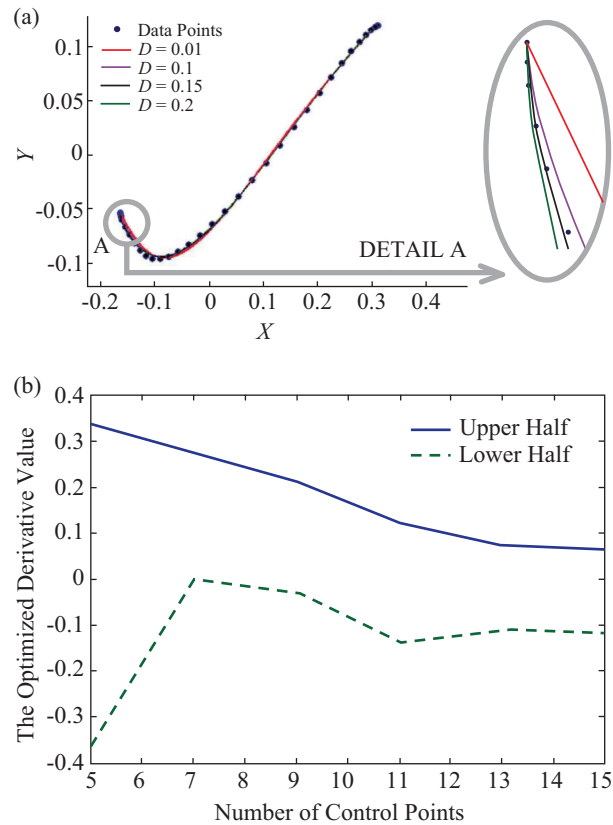 (a)
Data Points
D = 0.01
D = 0.1
D = 0.15
D = 0.2
0.1
0.05
0
-0.05
-0.1
Y
A
DETAIL A
-0.2
-0.1
0
0.1
0.2
0.3
0.4
X
(b)
0.4
0.3
0.2
0.1
0
-0.1
-0.2
-0.3
-0.4
The Optimized Derivative Value
Upper Half
Lower Half
5
6
7
8
9
10
11
12
13
14
15
Number of Control Points